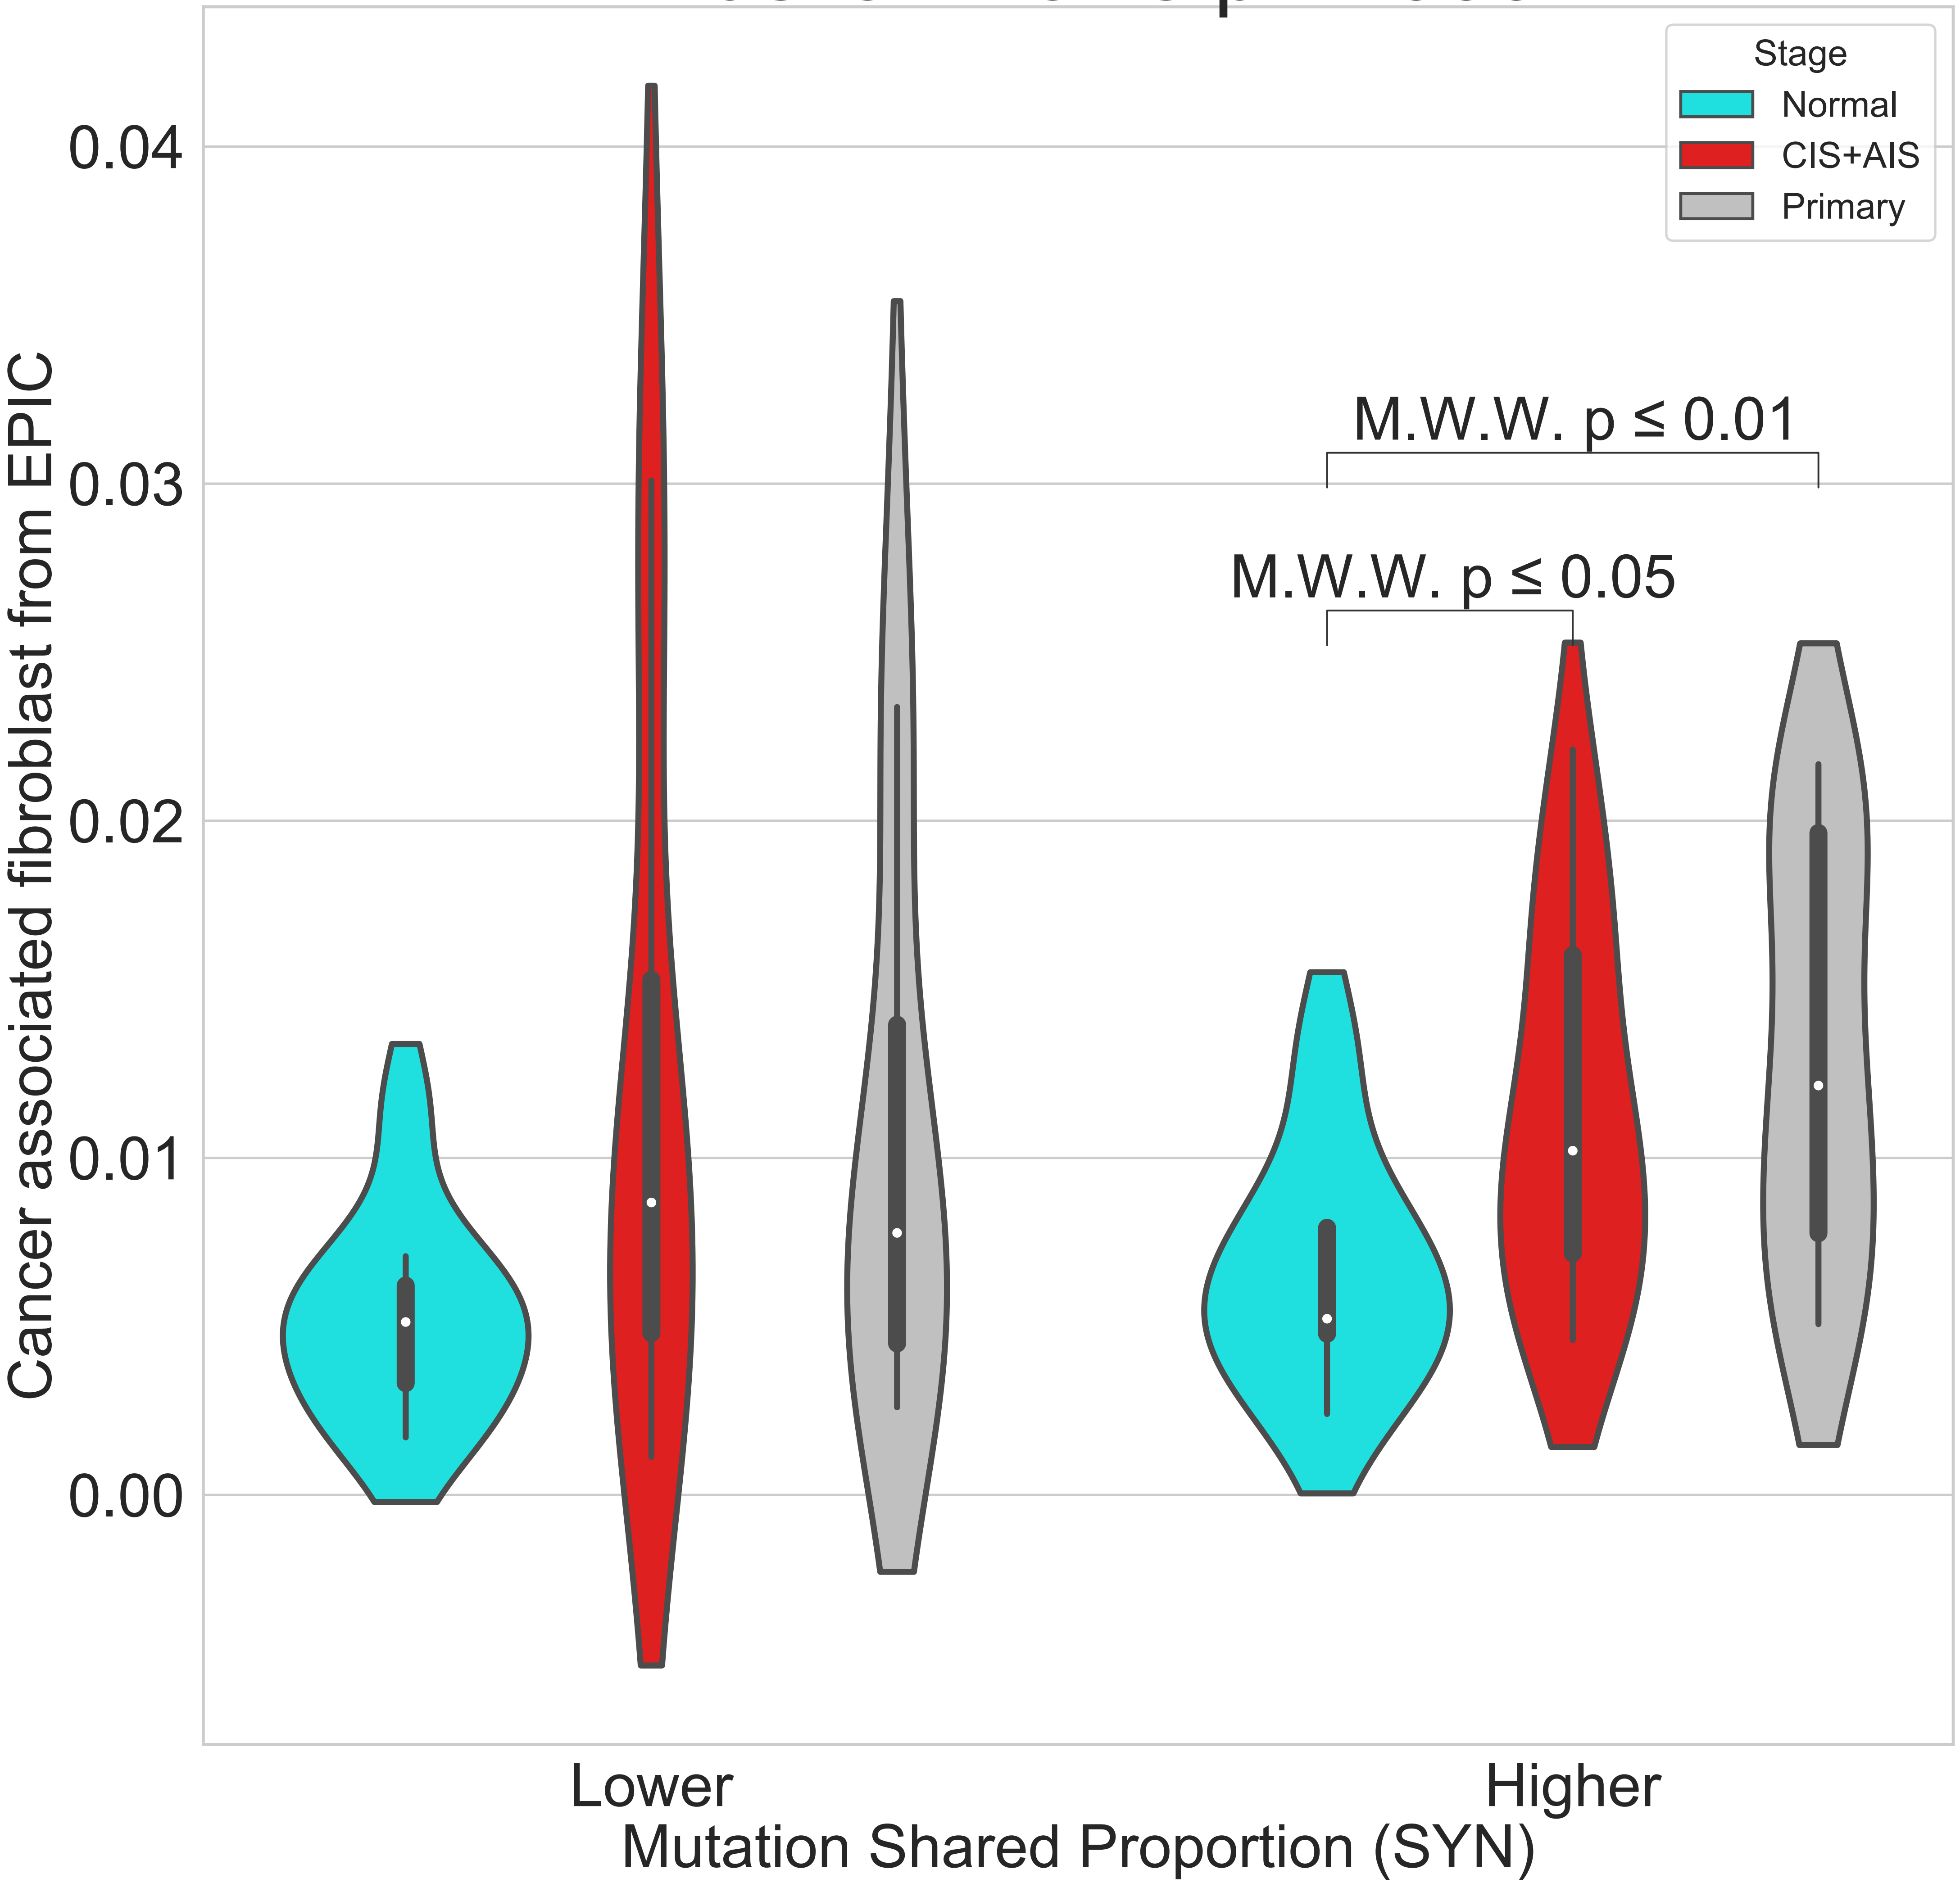 Stage
Normal
CIS+AIS
Primary
0.04
0.03
0.02
0.01
0.00
Cancer associated fibroblast from EPIC
M.W.W. p ≤ 0.01
M.W.W. p ≤ 0.05
Lower
Higher
Mutation Shared Proportion (SYN)